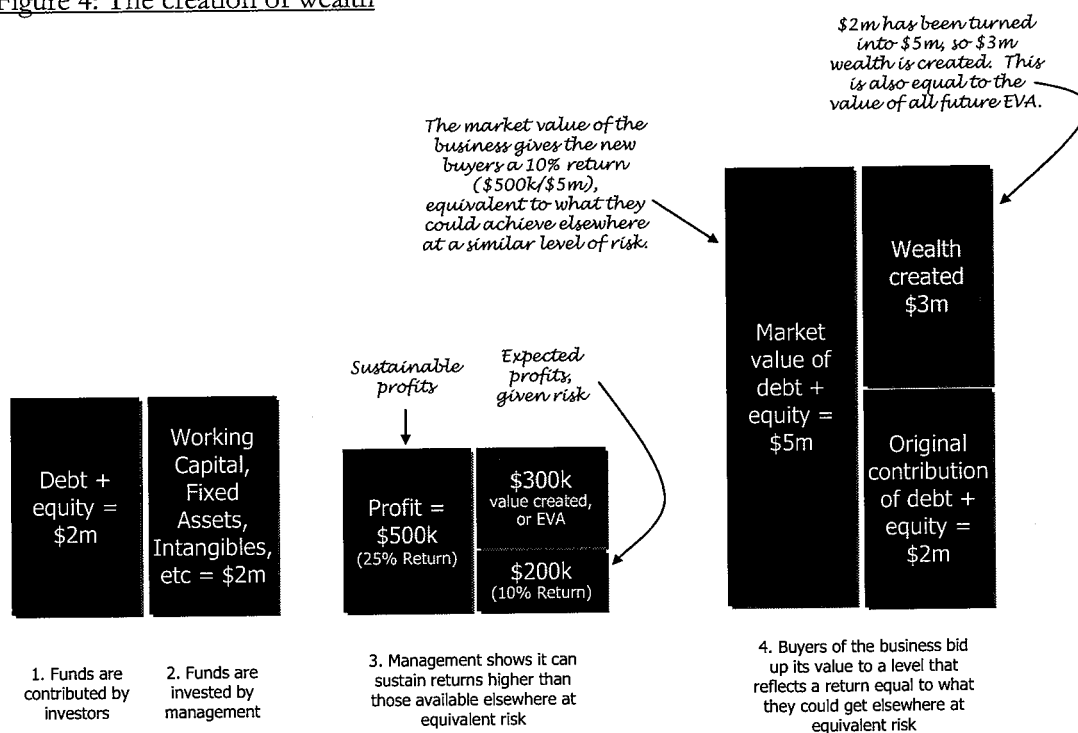 Figure 4: The creation of wealth
$2m has been turned
into $5m, so $3m
wealth is created. This
is also equal to the
value of all future EVA.
The market value of the
business gives the new
buyers a 10% return
($500k/$5m),
equivalent to what they
could achieve elsewhere
at a similar level of risk.
Sustainable
profits
Expected
profits,
given risk
Debt +
equity =
$2m
Working
Capital,
Fixed
Assets,
Intangibles,
etc = $2m
Profit =
$500k
(25% Return)
$300k
value created,
or EVA
$200k
(10% Return)
Market
value of
debt +
equity =
$5m
Wealth
created
$3m
Original
contribution
of debt +
equity =
$2m
1. Funds are
contributed by
investors
2. Funds are
invested by
management
3. Management shows it can
sustain returns higher than
those available elsewhere at
equivalent risk
4. Buyers of the business bid
up its value to a level that
reflects a return equal to what
they could get elsewhere at
equivalent risk